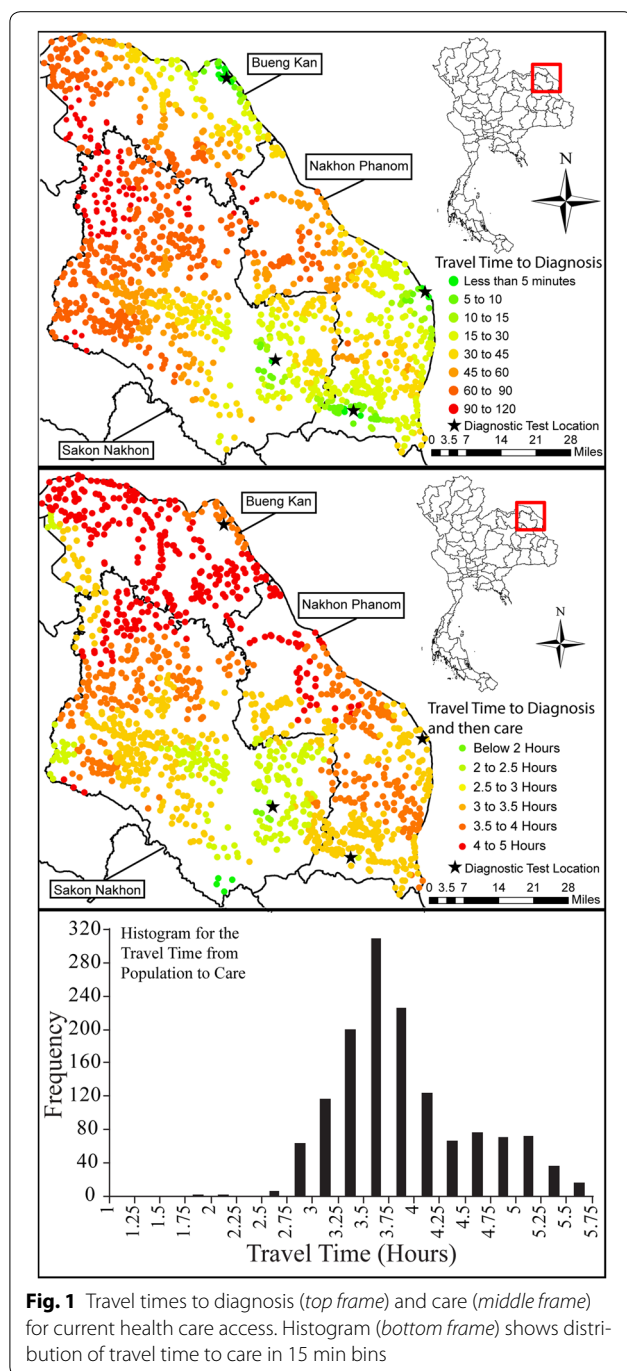 Bueng Kan
Nakhon Phanom
Sakon Nakhon
N
Travel Time to Diagnosis
Less than 5 minutes
5 to 10
10 to 15
15 to 30
30 to 45
45 to 60
60 to 90
90 to 120
Diagnostic Test Location
0 3.5 7 14 21 28
Miles
Bueng Kan
Nakhon Phanom
Sakon Nakhon
N
Travel Time to Diagnosis
and then care
Below 2 Hours
2 to 2.5 Hours
2.5 to 3 Hours
3 to 3.5 Hours
3.5 to 4 Hours
4 to 5 Hours
Diagnostic Test Location
0 3.5 7 14 21 28
Miles
Histogram for the
Travel Time from
Population to Care
Frequency
320
280
240
200
160
120
80
40
0
1 1.25 1.5 1.75 2 2.25 2.5 2.75 3 3.25 3.5 3.75 4 4.25 4.5 4.75 5 5.25 5.5 5.75
Travel Time (Hours)
Fig. 1 Travel times to diagnosis (top frame) and care (middle frame)
for current health care access. Histogram (bottom frame) shows distri-
bution of travel time to care in 15 min bins